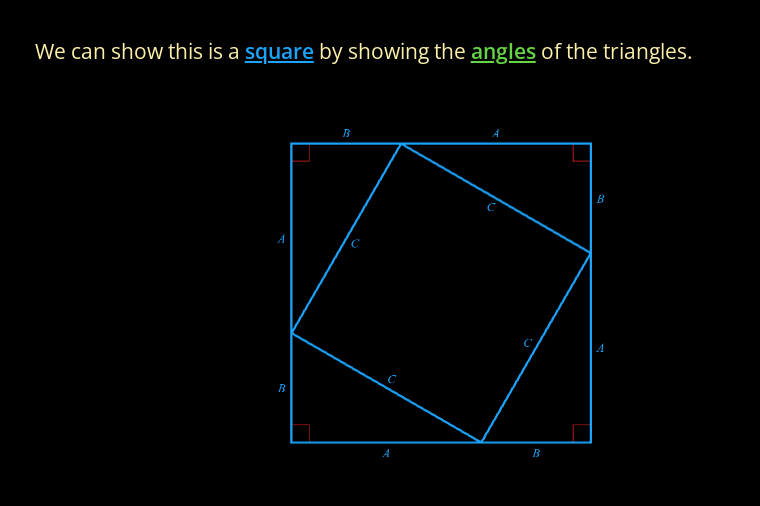 We can show this is a square by showing the angles of the triangles.
B A
B
C
A C
C
A
C
B
A B